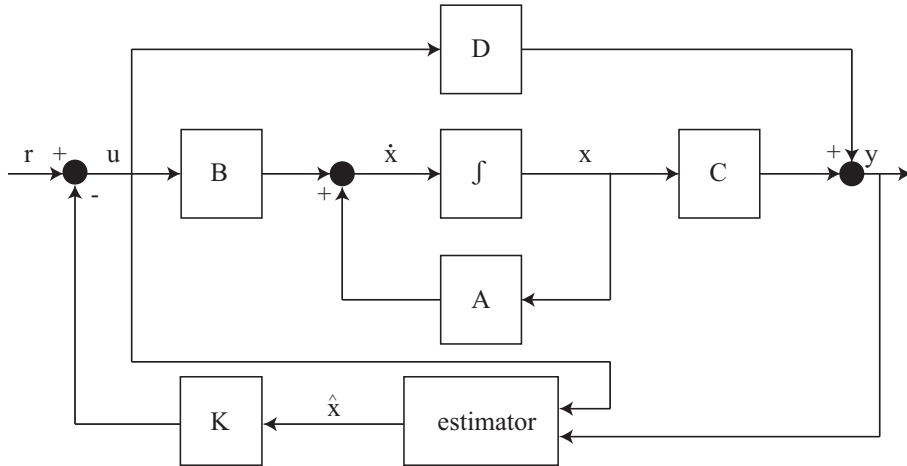 D
r + u B + ẋ ∫ x C + y
-
+
A
K x̂ estimator